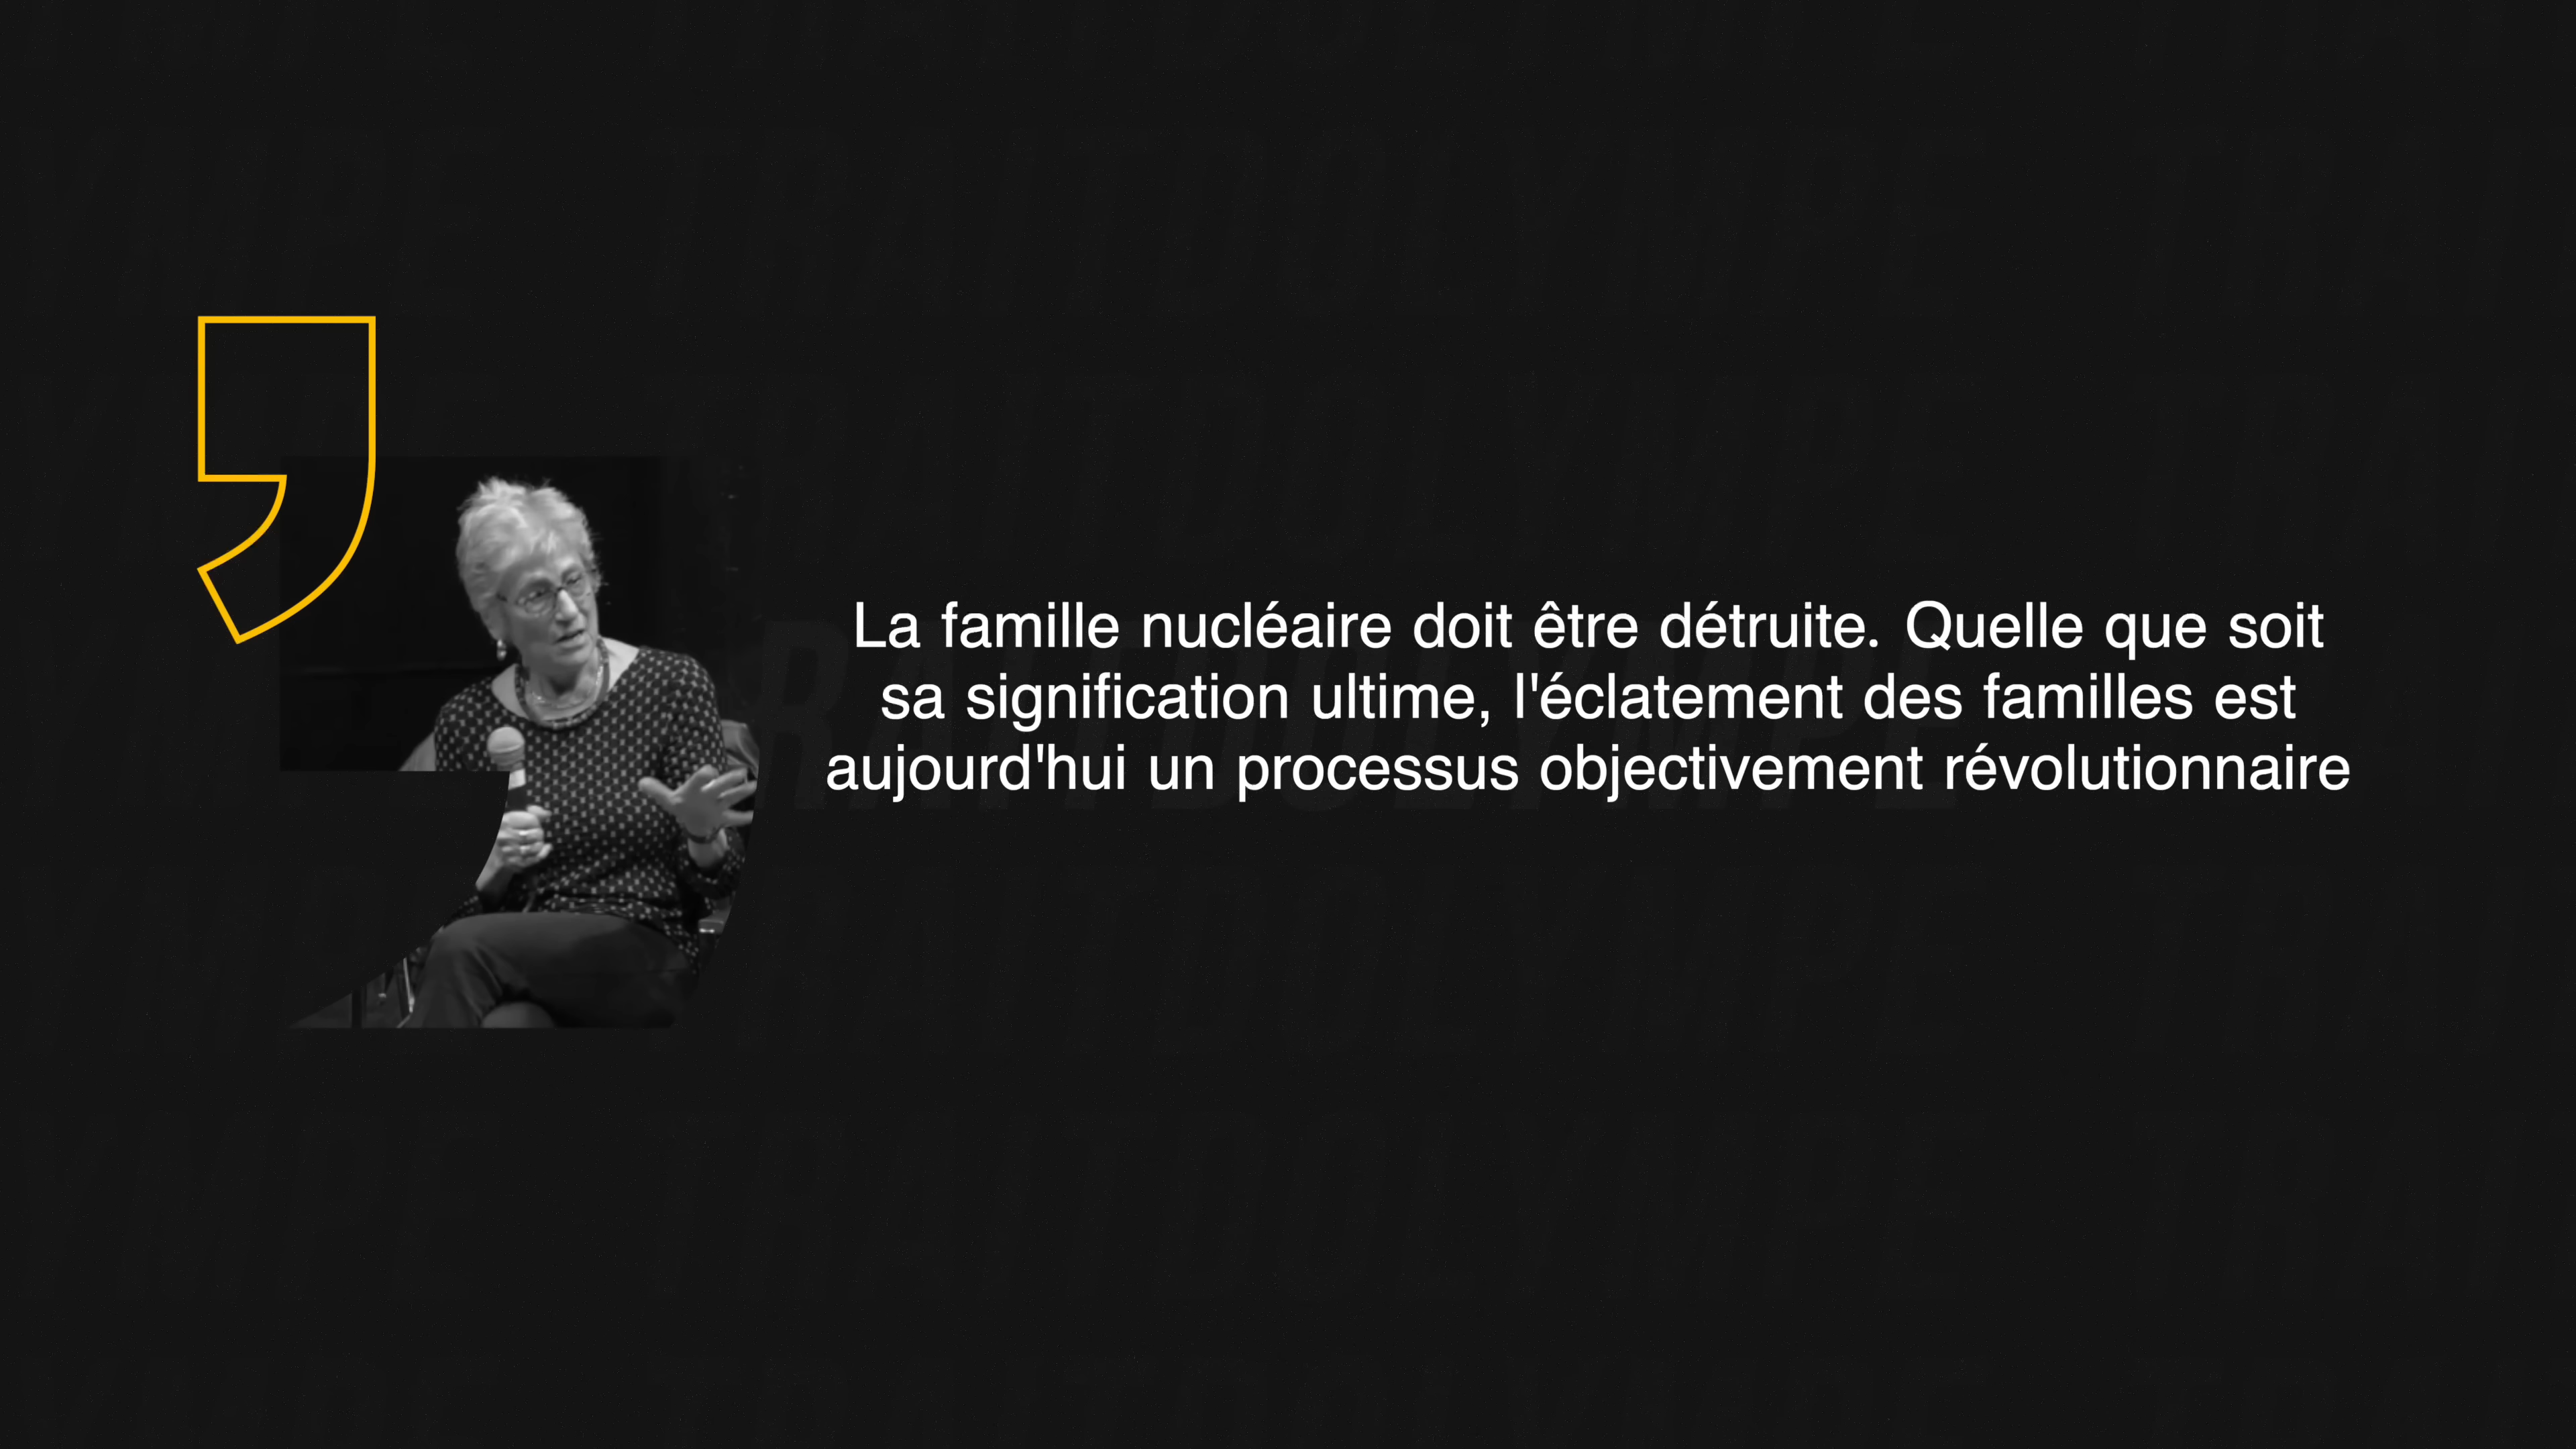 La famille nucléaire doit être détruite. Quelle que soit
sa signification ultime, l'éclatement des familles est
aujourd'hui un processus objectivement révolutionnaire